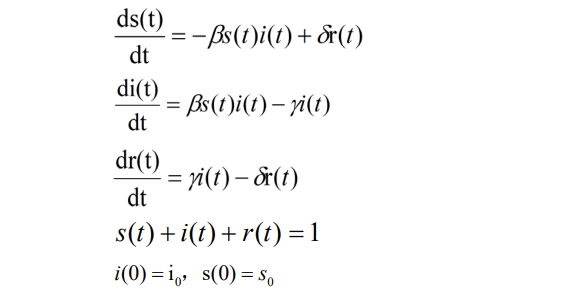 ds(t)/dt = −βs(t)i(t) + δr(t)
di(t)/dt = βs(t)i(t) − γi(t)
dr(t)/dt = γi(t) − δr(t)
s(t) + i(t) + r(t) = 1
i(0) = i₀， s(0) = s₀